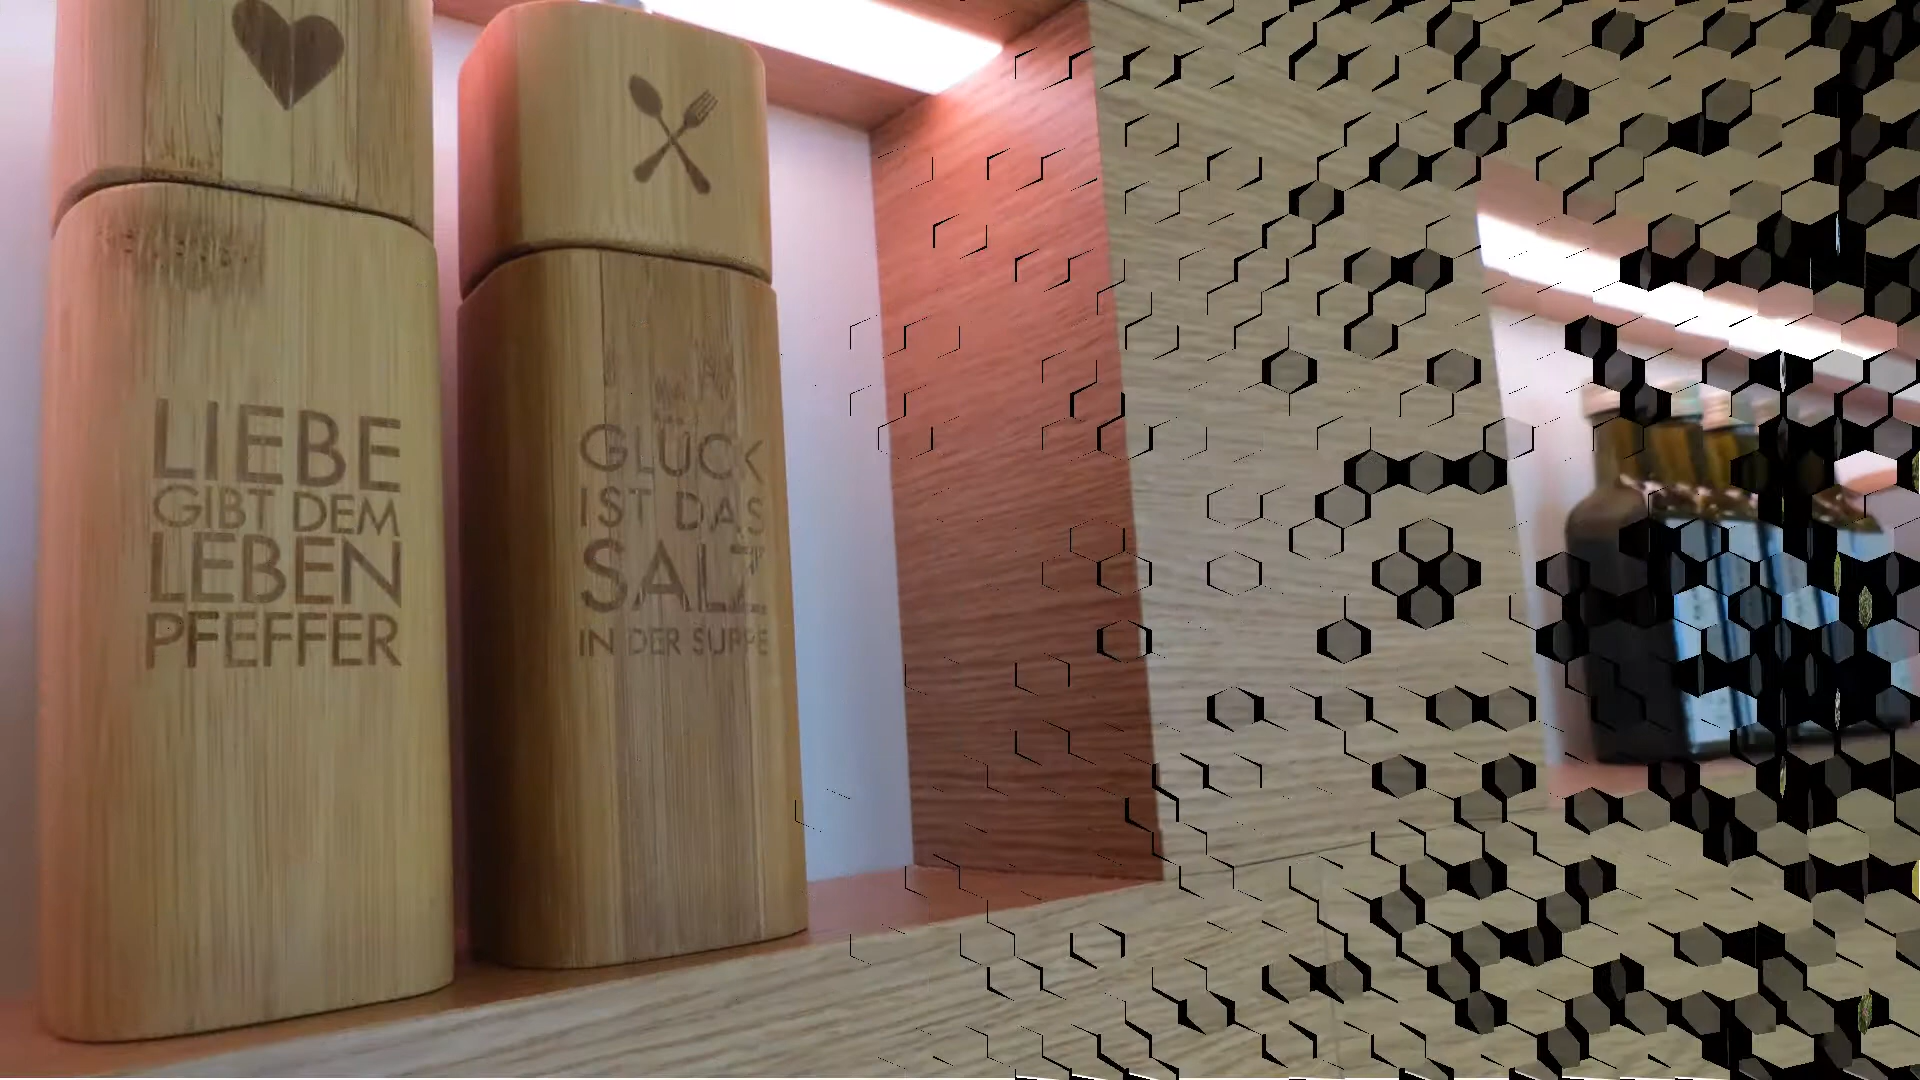 LIEBE
GIBT DEM
LEBEN
PFEFFER
GLÜCK
IST DAS
SALZ
IN DER SUPPE